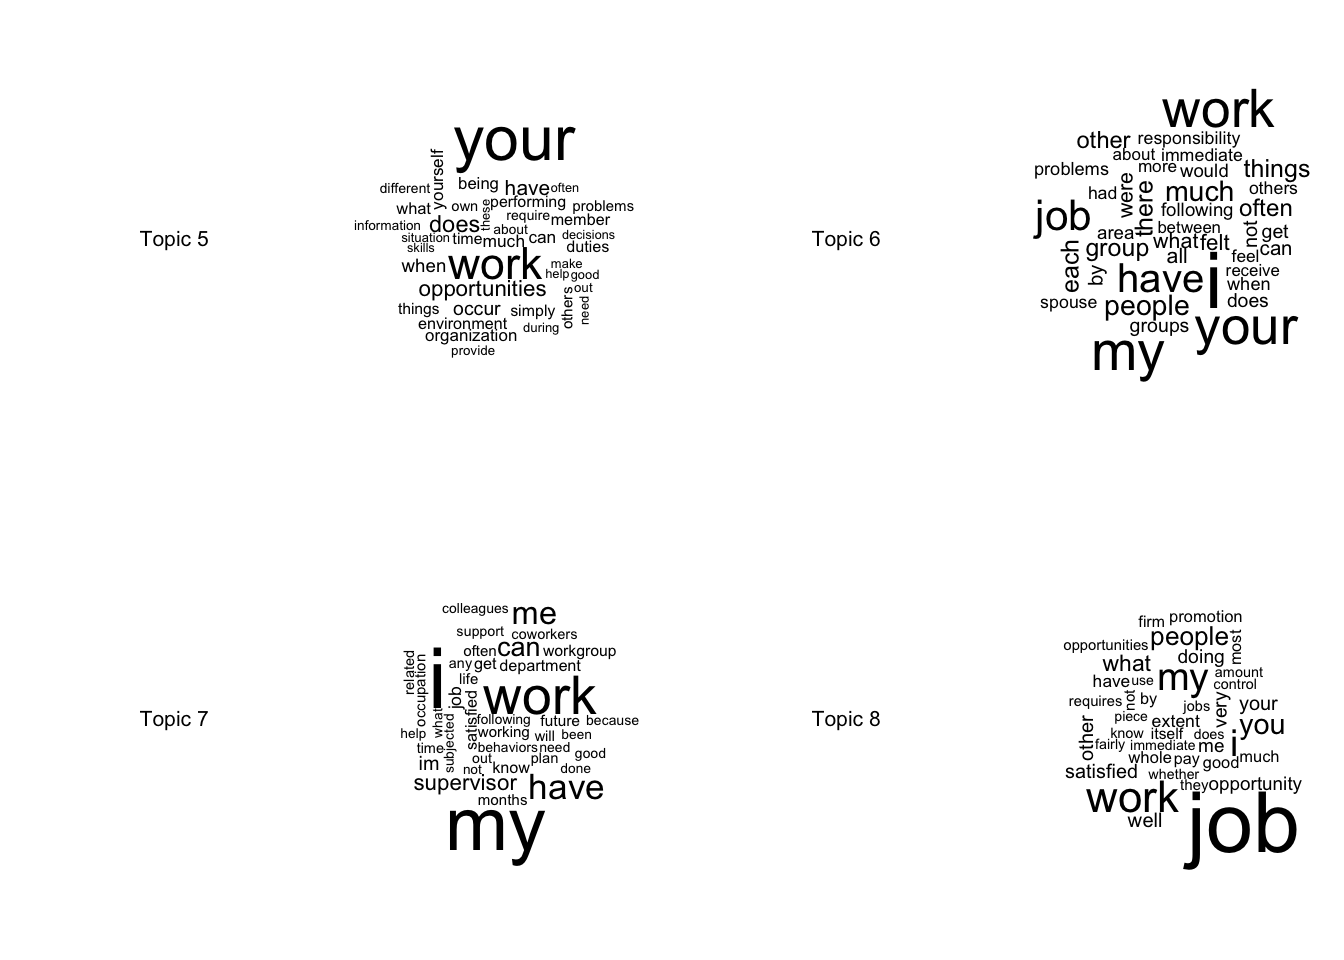 Topic 5
your
yourself
different
being
have
often
what
own
these
performing
problems
information
does
about
require
member
situation
time
much
can
decisions
skills
duties
when
work
make
help
good
opportunities
out
things
occur
simply
others
need
environment
during
organization
provide
Topic 6
work
other
responsibility
about
immediate
problems
more
would
things
had
were
there
much
others
job
following
often
area
between
not
get
each
group
what
felt
can
by
all
feel
have
i
receive
when
spouse
people
does
groups
your
my
Topic 7
colleagues
me
support
coworkers
often
can
workgroup
related
i
any
get
department
occupation
life
job
work
what
satisfied
following
future
because
help
subjected
working
will
been
time
behaviors
need
im
out
plan
good
not
know
done
supervisor
have
months
my
Topic 8
firm
promotion
opportunities
people
most
what
doing
have
use
my
amount
control
requires
not
by
jobs
very
your
piece
extent
you
other
know
itself
does
fairly
immediate
me
i
whole
pay
good
much
satisfied
whether
they
opportunity
work
well
job